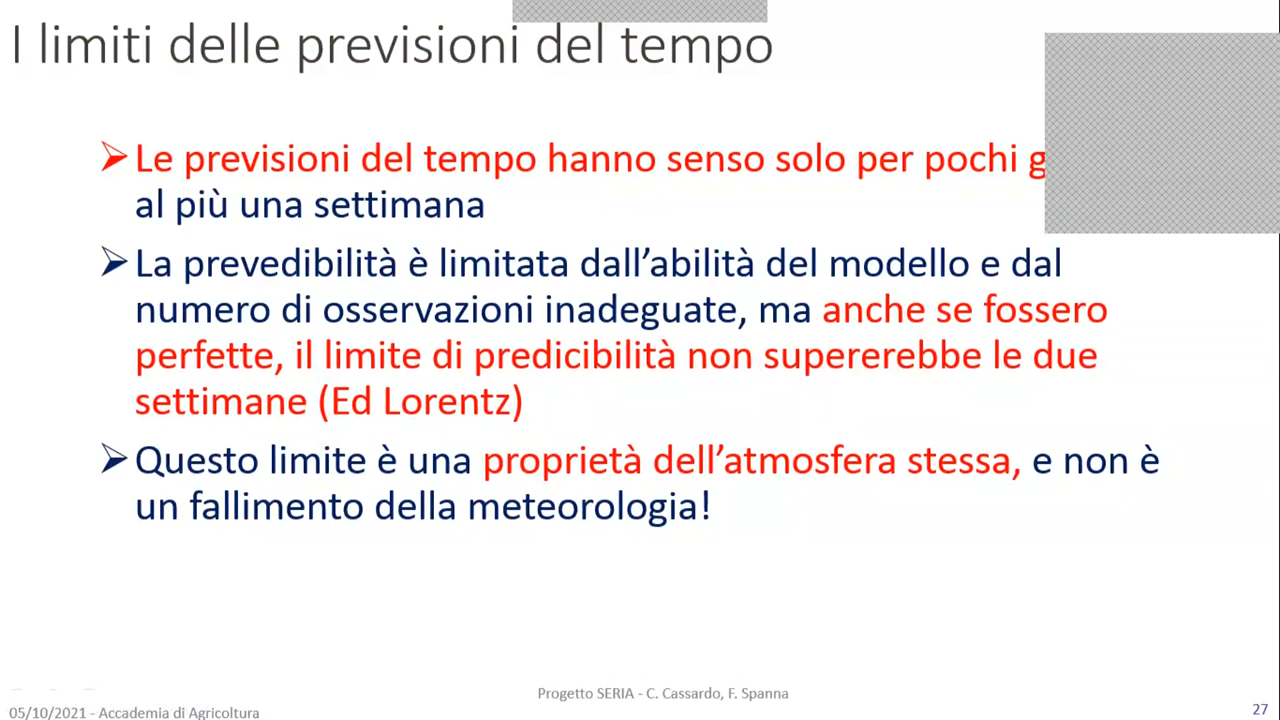 I limiti delle previsioni del tempo
Le previsioni del tempo hanno senso solo per pochi
al più una settimana
La prevedibilità è limitata dall’abilità del modello e dal
numero di osservazioni inadeguate, ma anche se fossero
perfette, il limite di predicibilità non supererebbe le due
settimane (Ed Lorentz)
Questo limite è una proprietà dell’atmosfera stessa, e non è
un fallimento della meteorologia!
Progetto SERIA - C. Cassardo, F. Spanna
05/10/2021 - Accademia di Agricoltura
27